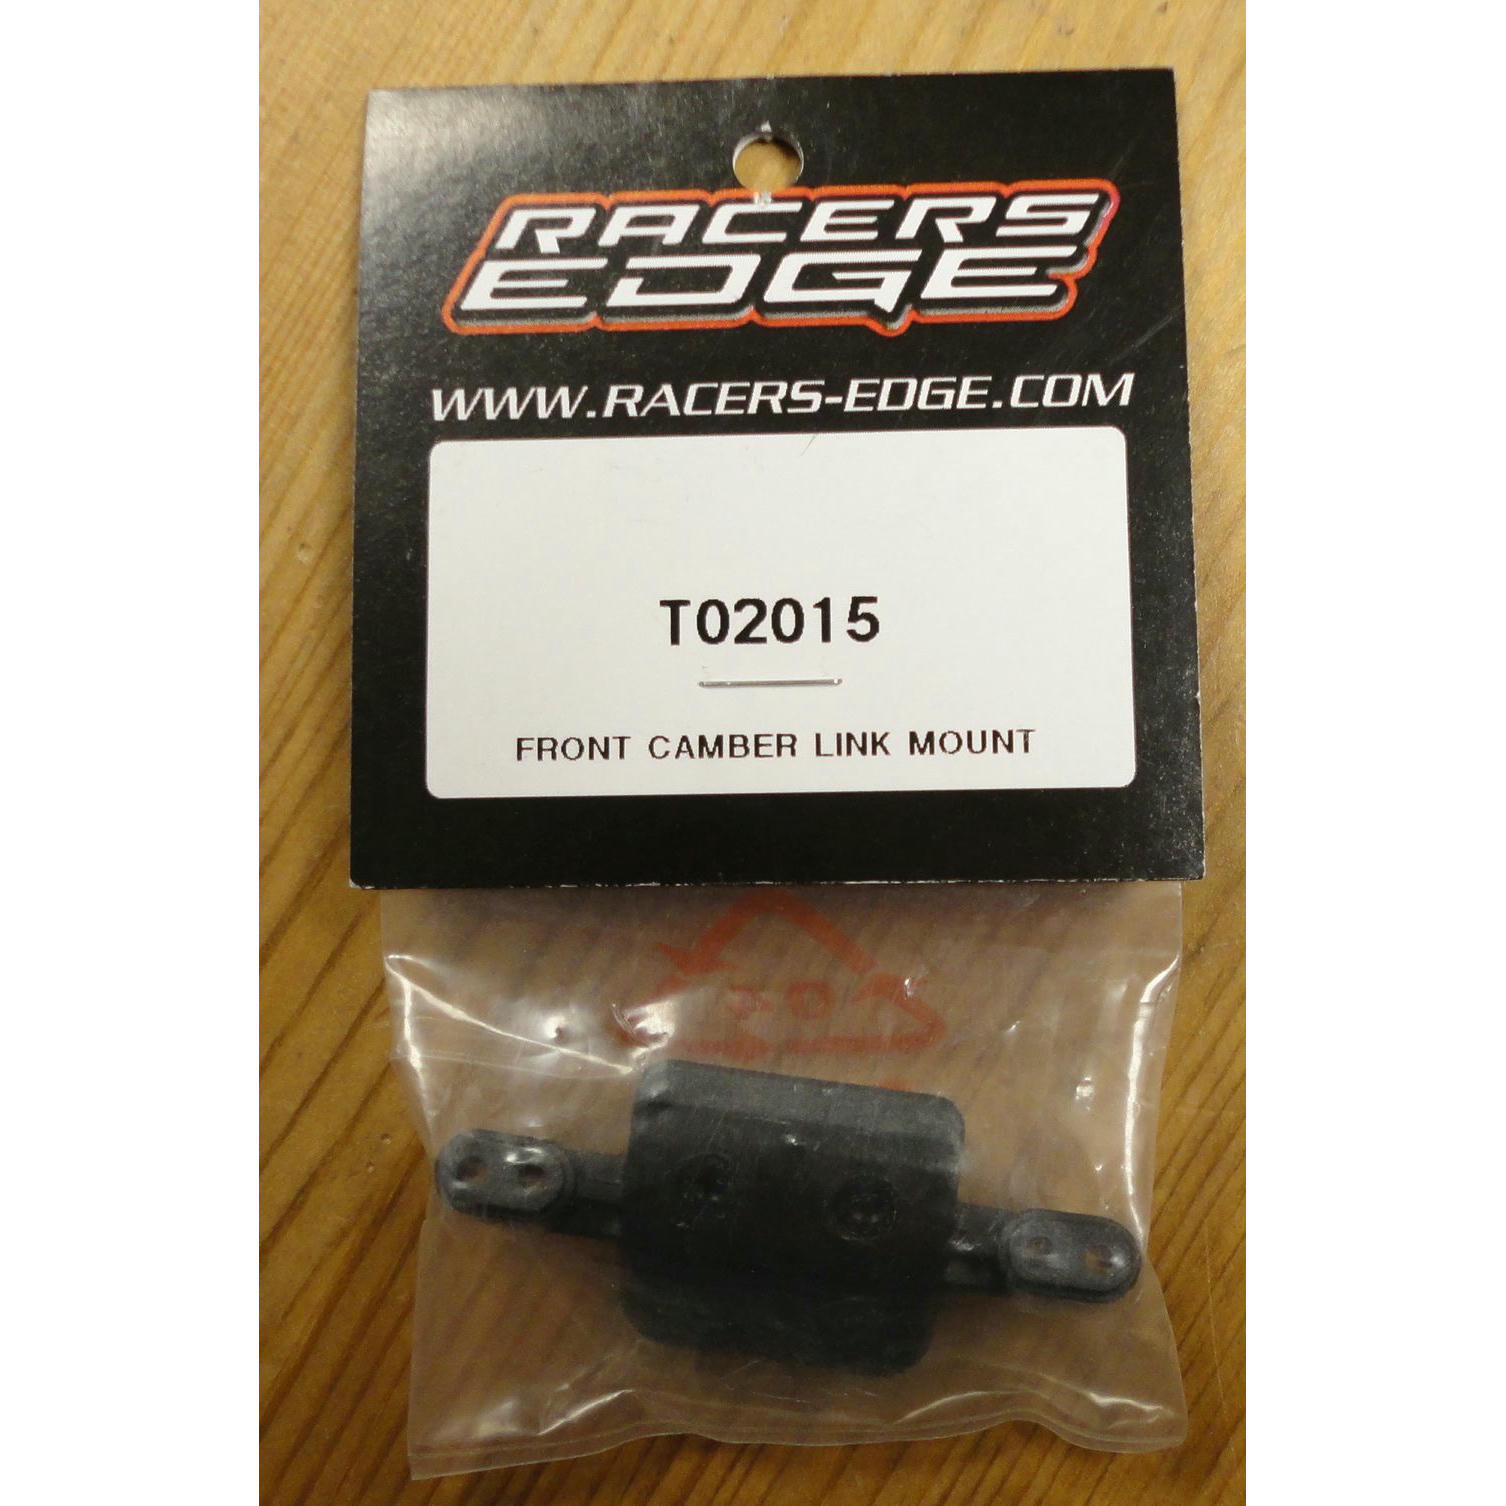 RACERS
EDGE
WWW.RACERS-EDGE.COM
T02015
FRONT CAMBER LINK MOUNT